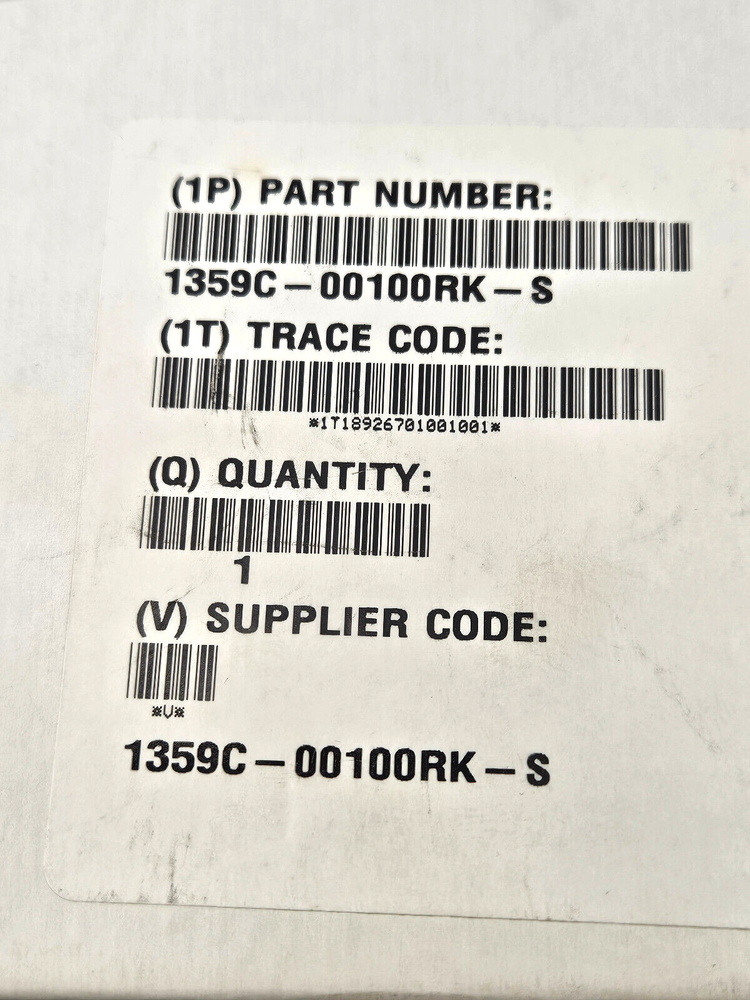 (1P) PART NUMBER:
1359C-00100RK-S
(1T) TRACE CODE:
*1T18926701001001*
(Q) QUANTITY:
1
(V) SUPPLIER CODE:
*V*
1359C-00100RK-S